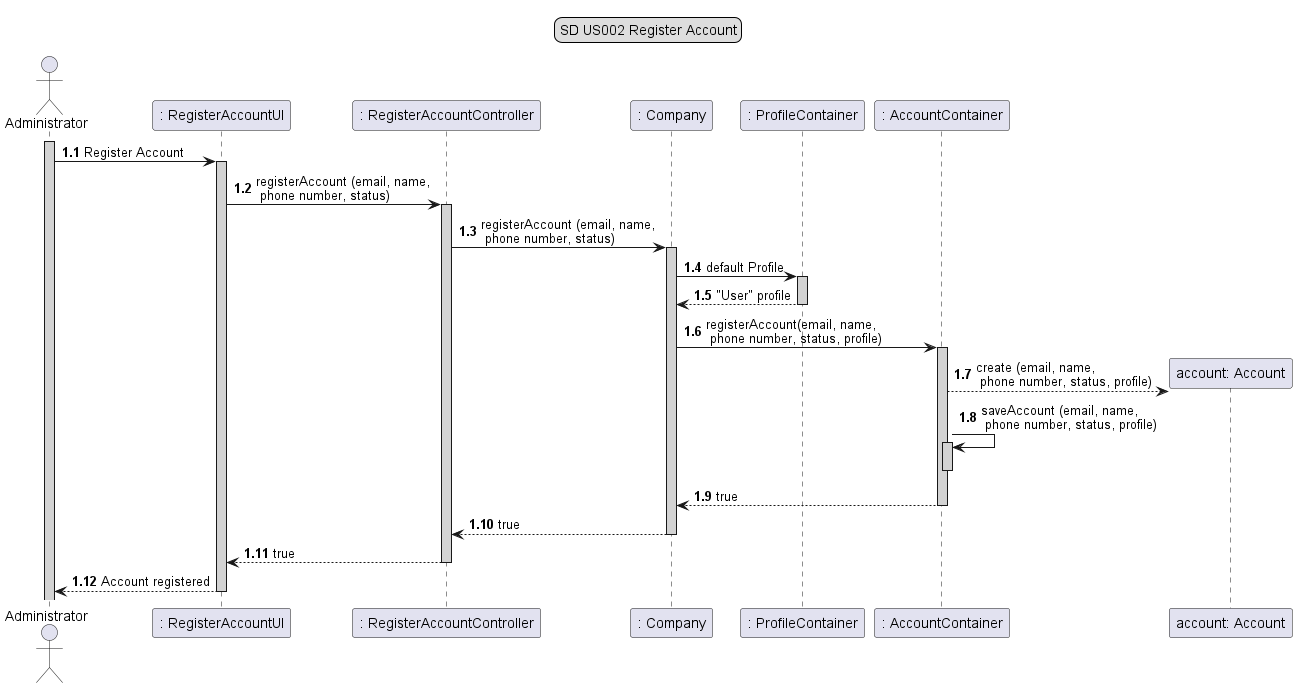 SD US002 Register Account
Administrator
: RegisterAccountUI
: RegisterAccountController
: Company
: ProfileContainer
: AccountContainer
1.1 Register Account
1.2 registerAccount (email, name,
phone number, status)
1.3 registerAccount (email, name,
phone number, status)
1.4 default Profile
1.5 "User" profile
1.6 registerAccount(email, name,
phone number, status, profile)
1.7 create (email, name,
phone number, status, profile)
account: Account
1.8 saveAccount (email, name,
phone number, status, profile)
1.9 true
1.10 true
1.11 true
1.12 Account registered
Administrator
: RegisterAccountUI
: RegisterAccountController
: Company
: ProfileContainer
: AccountContainer
account: Account